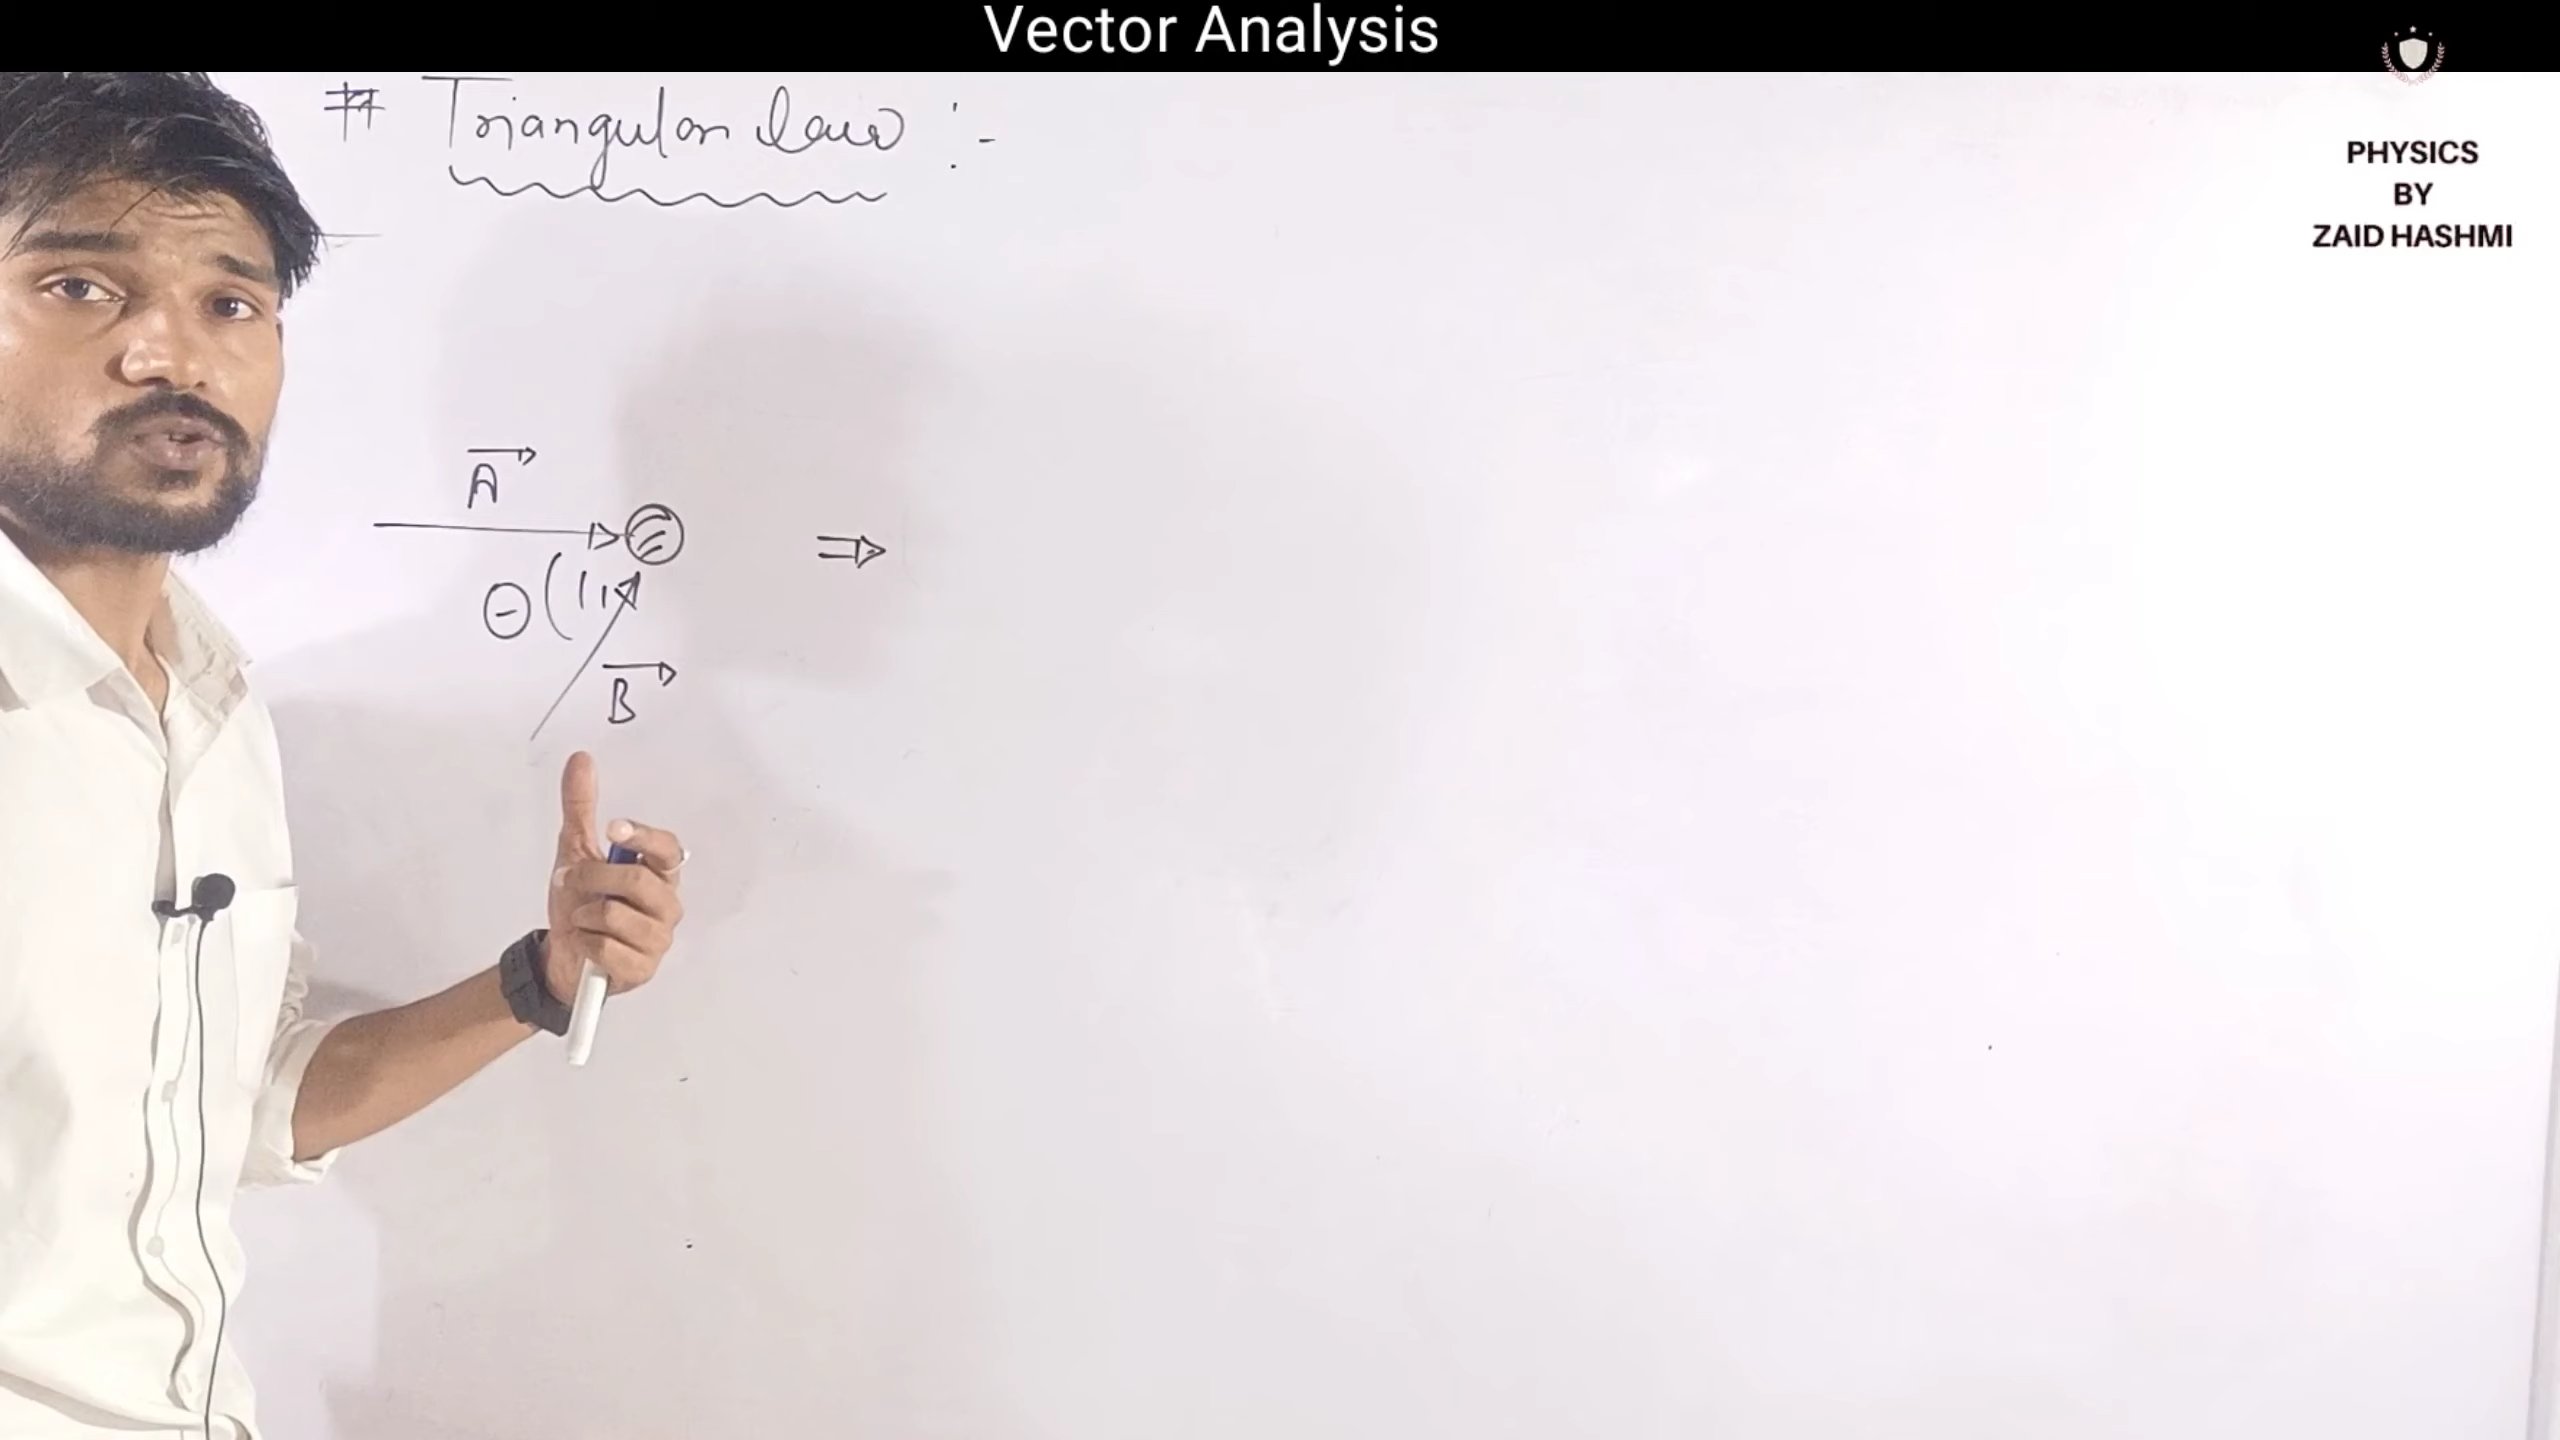 Vector Analysis
PHYSICS
BY
ZAID HASHMI
# Triangular law :-
A
θ
B
⇒